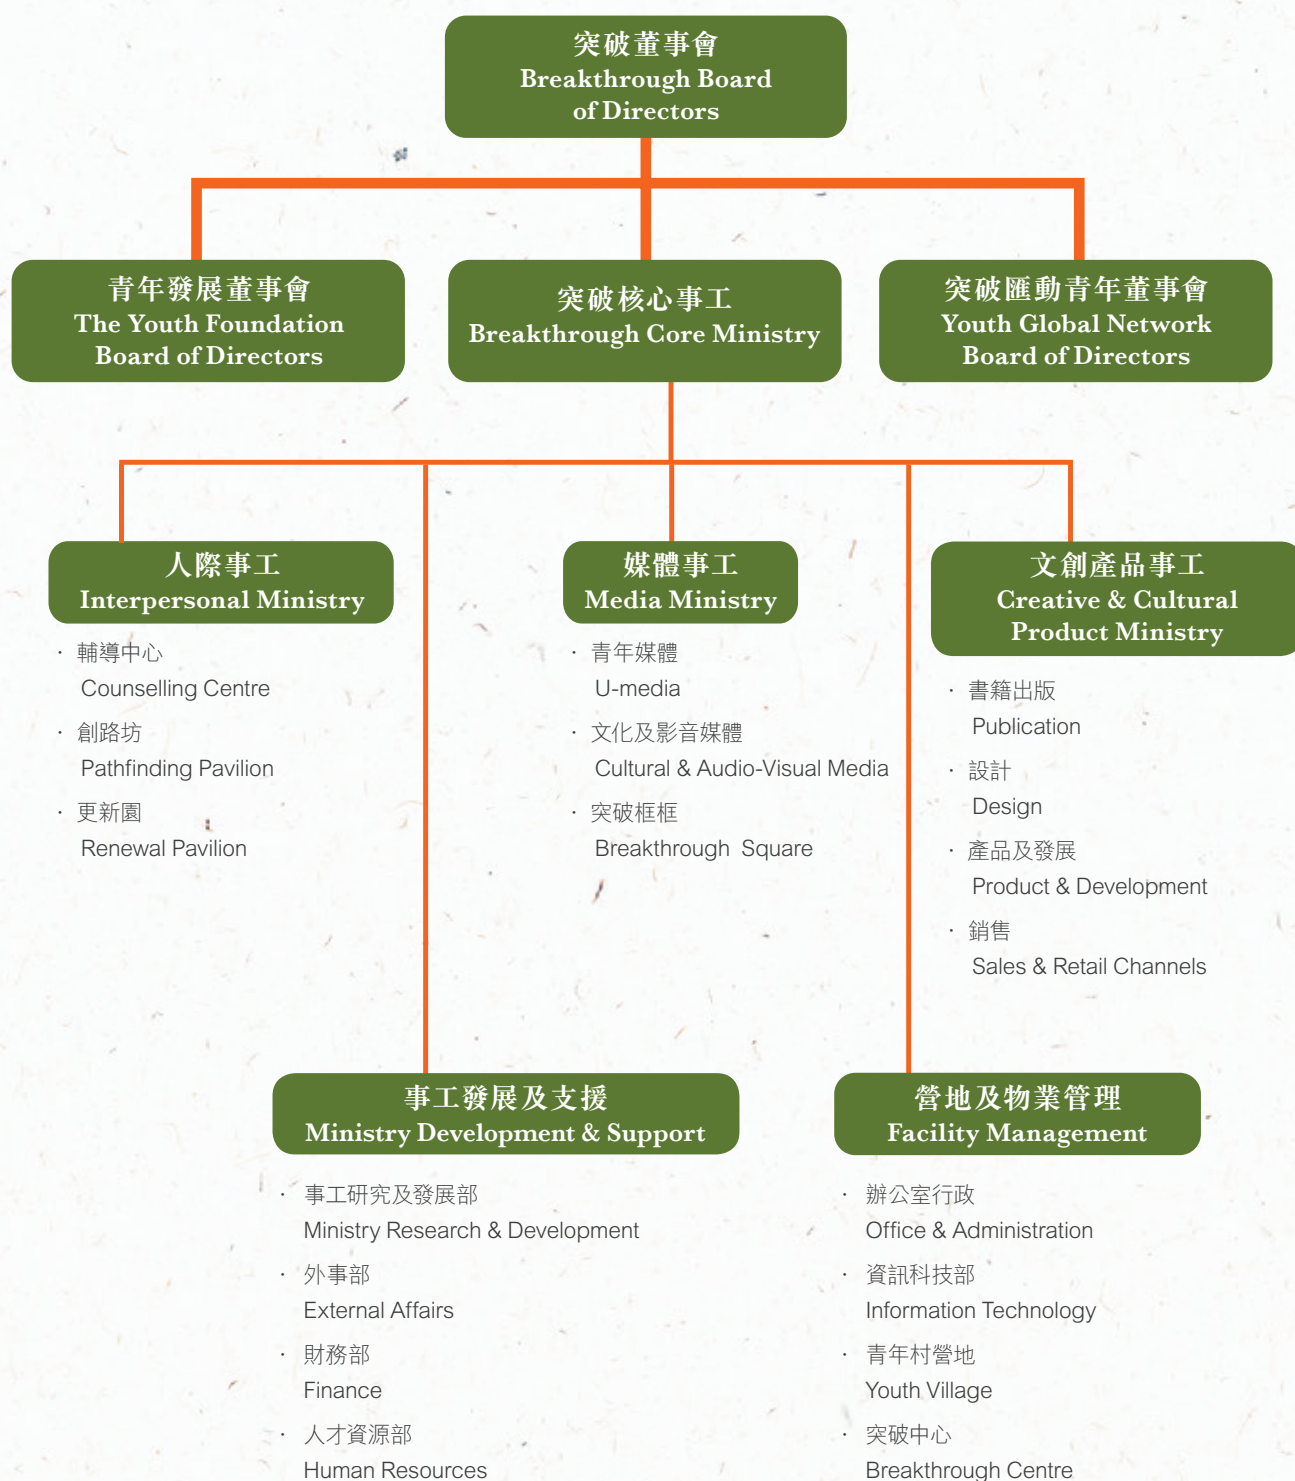 突破董事會
Breakthrough Board
of Directors
青年發展董事會
The Youth Foundation
Board of Directors
突破核心事工
Breakthrough Core Ministry
突破匯動青年董事會
Youth Global Network
Board of Directors
人際事工
Interpersonal Ministry
· 輔導中心
Counselling Centre
· 創路坊
Pathfinding Pavilion
· 更新園
Renewal Pavilion
媒體事工
Media Ministry
· 青年媒體
U-media
· 文化及影音媒體
Cultural & Audio-Visual Media
· 突破框框
Breakthrough Square
文創產品事工
Creative & Cultural
Product Ministry
· 書籍出版
Publication
· 設計
Design
· 產品及發展
Product & Development
· 銷售
Sales & Retail Channels
事工發展及支援
Ministry Development & Support
· 事工研究及發展部
Ministry Research & Development
· 外事部
External Affairs
· 財務部
Finance
· 人才資源部
Human Resources
營地及物業管理
Facility Management
· 辦公室行政
Office & Administration
· 資訊科技部
Information Technology
· 青年村營地
Youth Village
· 突破中心
Breakthrough Centre